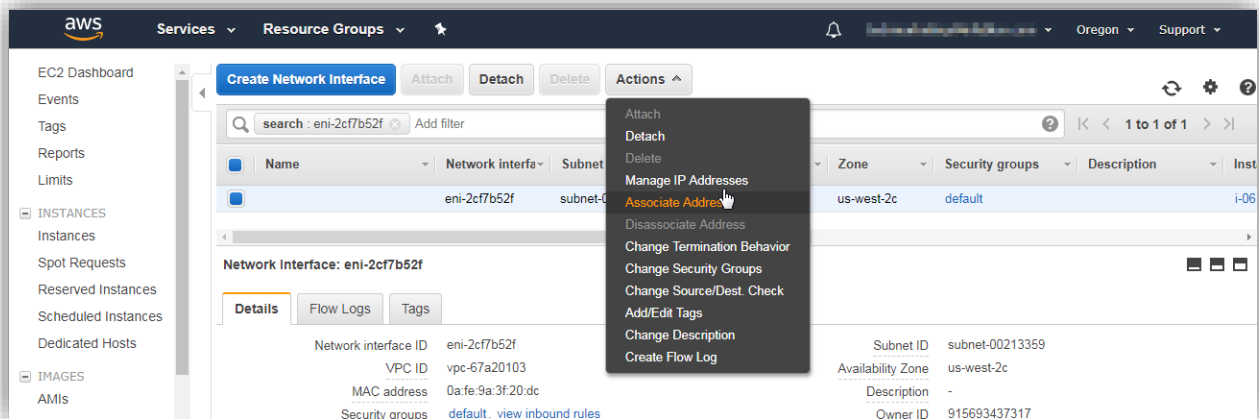 aws Services Resource Groups Oregon Support
EC2 Dashboard
Events
Tags
Reports
Limits
INSTANCES
Instances
Spot Requests
Reserved Instances
Scheduled Instances
Dedicated Hosts
IMAGES
AMIs
Create Network Interface Attach Detach Delete Actions
search : eni-2cf7b52f Add filter 1 to 1 of 1
Name Network interfa Subnet Zone Security groups Description Inst
eni-2cf7b52f subnet-0 us-west-2c default i-06
Attach
Detach
Delete
Manage IP Addresses
Associate Address
Disassociate Address
Change Termination Behavior
Change Security Groups
Change Source/Dest. Check
Add/Edit Tags
Change Description
Create Flow Log
Network Interface: eni-2cf7b52f
Details Flow Logs Tags
Network interface ID eni-2cf7b52f Subnet ID subnet-00213359
VPC ID vpc-67a20103 Availability Zone us-west-2c
MAC address 0a:fe:9a:3f:20:dc Description -
Security groups default. view inbound rules Owner ID 915693437317